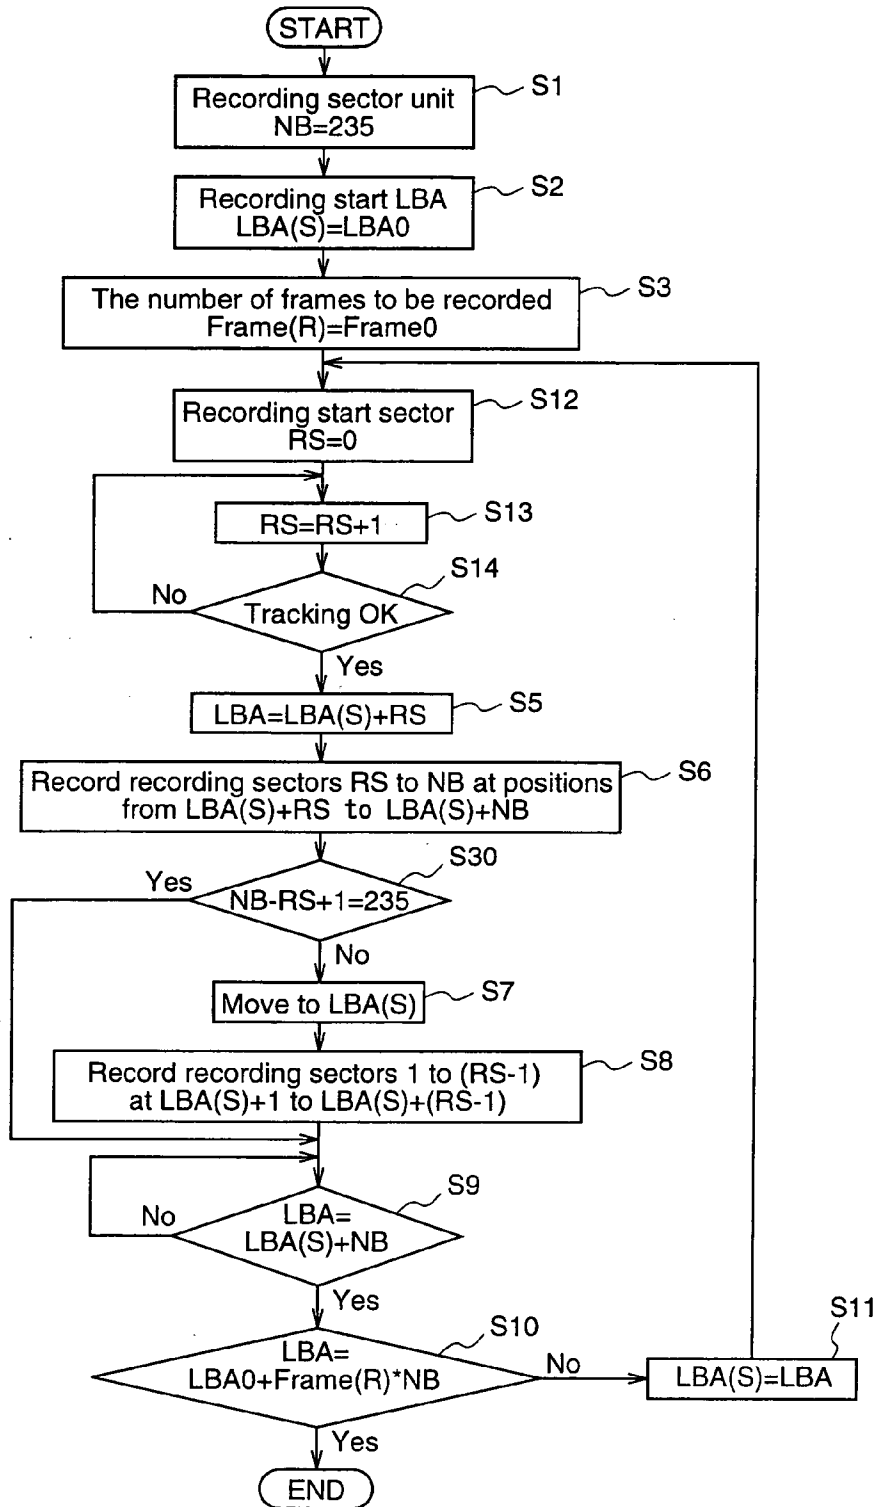 START
Recording sector unit
NB=235
S1
Recording start LBA
LBA(S)=LBA0
S2
The number of frames to be recorded
Frame(R)=Frame0
S3
Recording start sector
RS=0
S12
RS=RS+1
S13
S14
No
Tracking OK
Yes
LBA=LBA(S)+RS
S5
Record recording sectors RS to NB at positions
from LBA(S)+RS to LBA(S)+NB
S6
S30
Yes
NB-RS+1=235
No
Move to LBA(S)
S7
Record recording sectors 1 to (RS-1)
at LBA(S)+1 to LBA(S)+(RS-1)
S8
S9
No
LBA=
LBA(S)+NB
Yes
S10
LBA=
LBA0+Frame(R)*NB
No
S11
LBA(S)=LBA
Yes
END